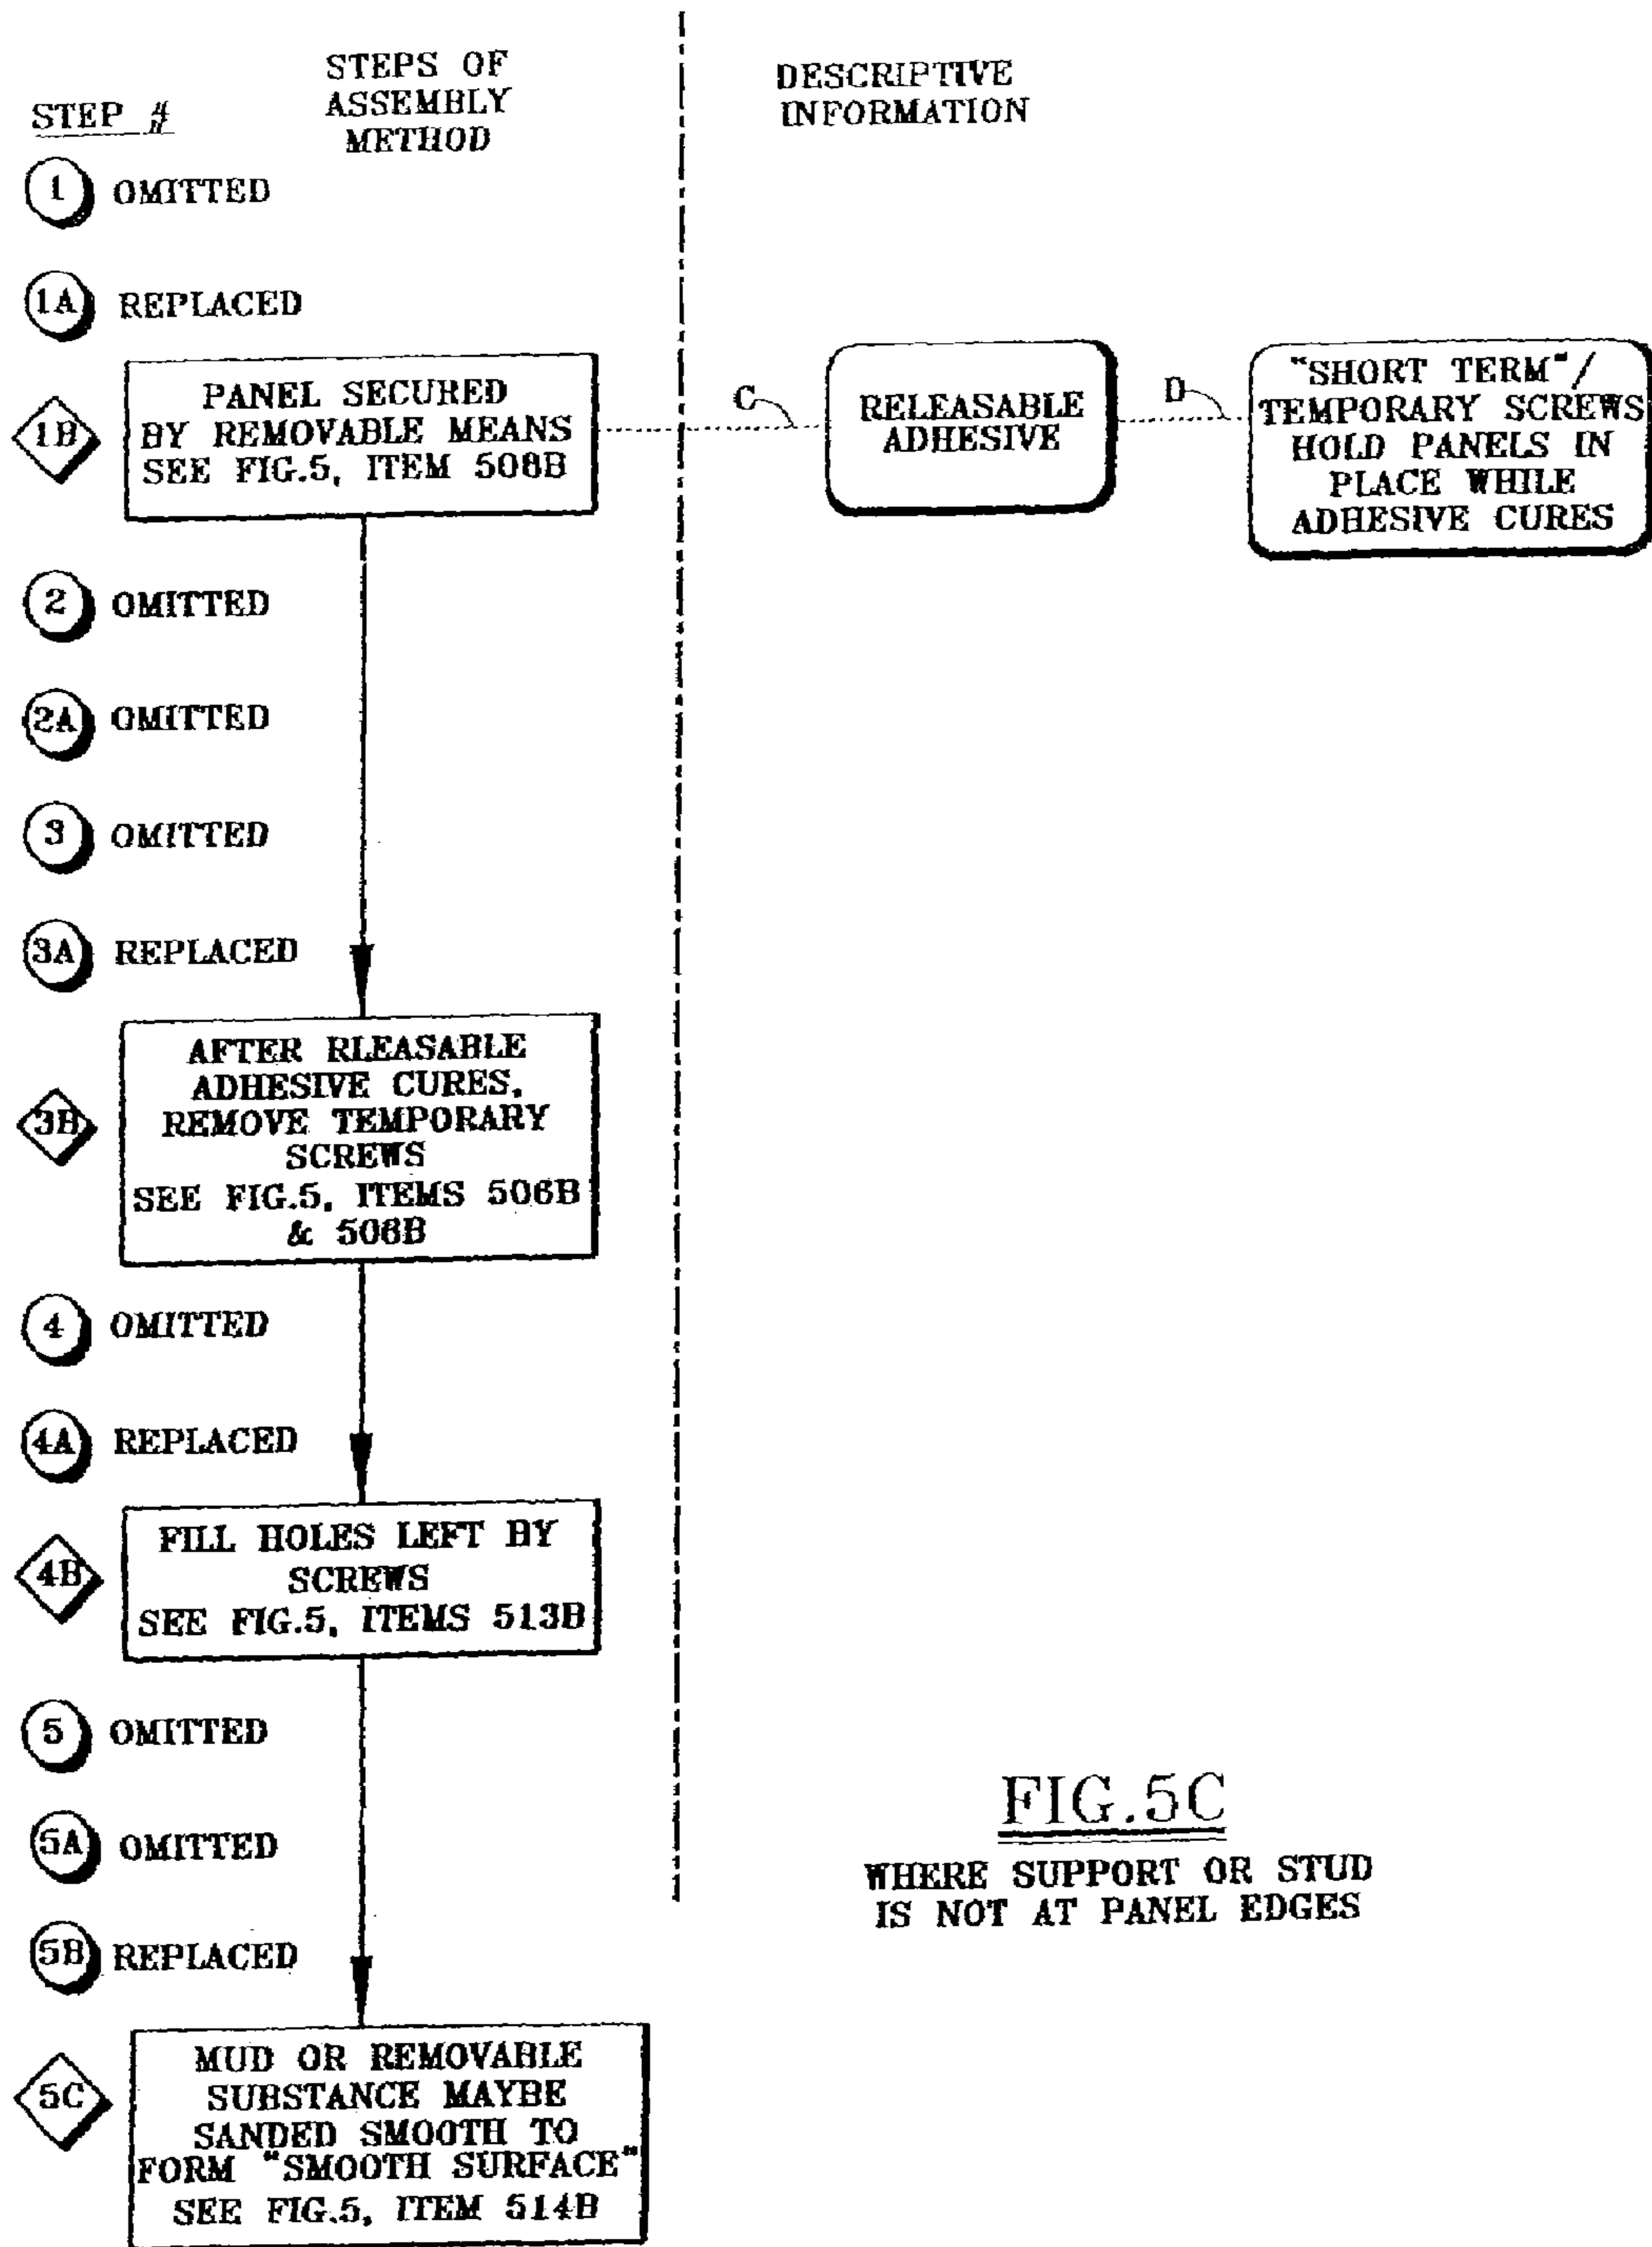 STEP #
STEPS OF
ASSEMBLY
METHOD
DESCRIPTIVE
INFORMATION
1 OMITTED
1A REPLACED
1B
PANEL SECURED
BY REMOVABLE MEANS
SEE FIG.5, ITEM 508B
C
RELEASABLE
ADHESIVE
D
"SHORT TERM"/
TEMPORARY SCREWS
HOLD PANELS IN
PLACE WHILE
ADHESIVE CURES
2 OMITTED
2A OMITTED
3 OMITTED
3A REPLACED
3B
AFTER RLEASABLE
ADHESIVE CURES,
REMOVE TEMPORARY
SCREWS
SEE FIG.5, ITEMS 506B
& 508B
4 OMITTED
4A REPLACED
4B
FILL HOLES LEFT BY
SCREWS
SEE FIG.5, ITEMS 513B
5 OMITTED
5A OMITTED
5B REPLACED
5C
MUD OR REMOVABLE
SUBSTANCE MAYBE
SANDED SMOOTH TO
FORM "SMOOTH SURFACE"
SEE FIG.5, ITEM 514B
FIG.5C
WHERE SUPPORT OR STUD
IS NOT AT PANEL EDGES